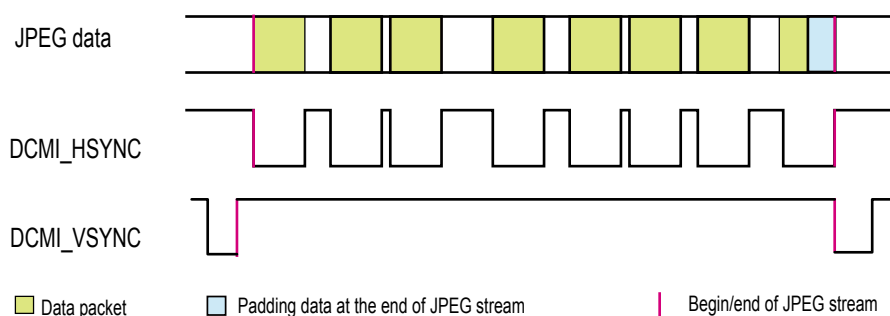 JPEG data
DCMI_HSYNC
DCMI_VSYNC
Data packet
Padding data at the end of JPEG stream
Begin/end of JPEG stream